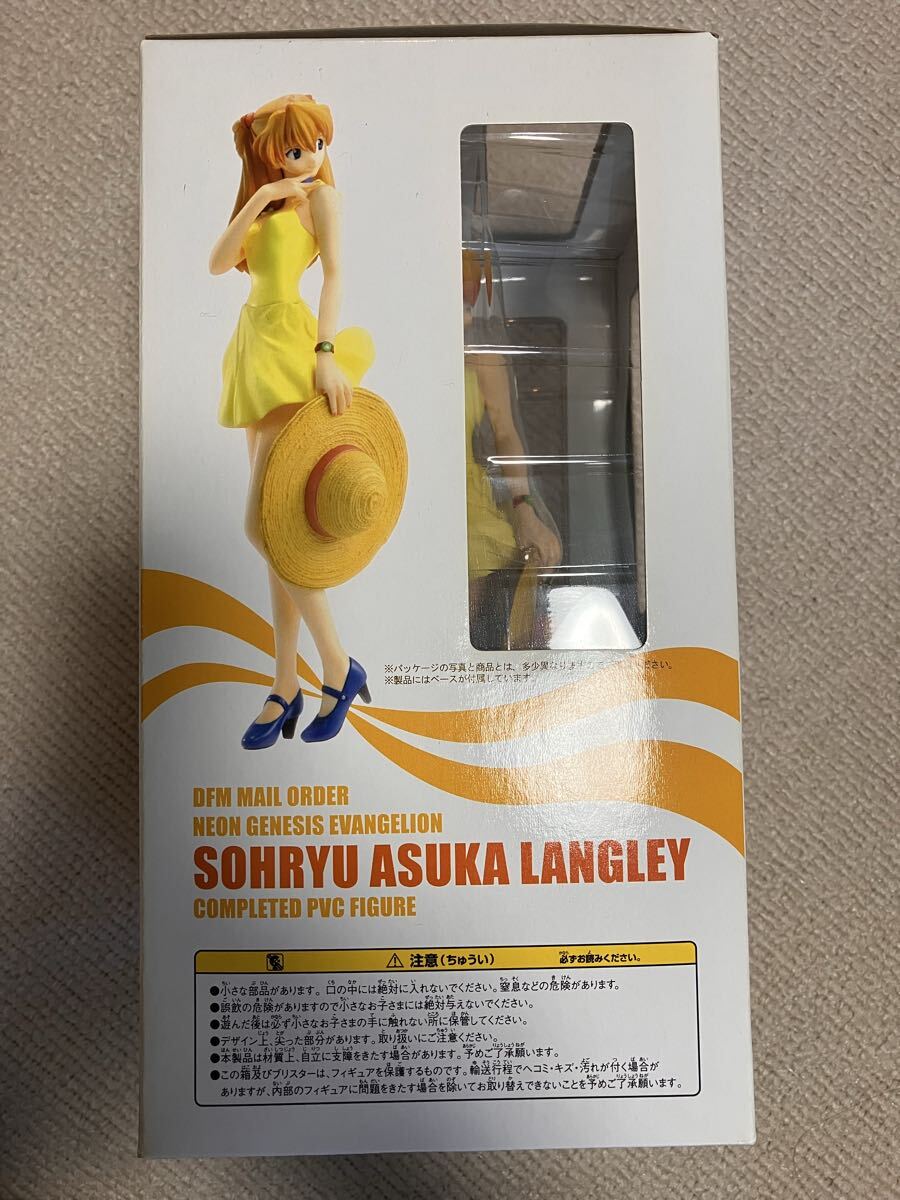 ※パッケージの写真と商品とは、多少異なりますので ください。
※製品にはベースが付属しています。
DFM MAIL ORDER
NEON GENESIS EVANGELION
SOHRYU ASUKA LANGLEY
COMPLETED PVC FIGURE
⚠ 注意(ちゅうい) 必ずお読みください。
●小さな部品があります。口の中には絶対に入れないでください。窒息などの危険があります。
●誤飲の危険がありますので小さいお子さまには絶対与えないでください。
●遊んだ後は必ず小さなお子さまの手に触れない所に保管してください。
●デザイン上、尖った部分があります。取り扱いにご注意ください。
●本製品は材質上、自立に支障をきたす場合があります。予めご了承願います。
●この箱及びブリスターは、フィギュアを保護するものです。輸送行程でヘコミ・キズ・汚れが付く場合が
ありますが、内部のフィギュアに問題をきたす場合を除いてお取り替えできないことを予めご了承願います。